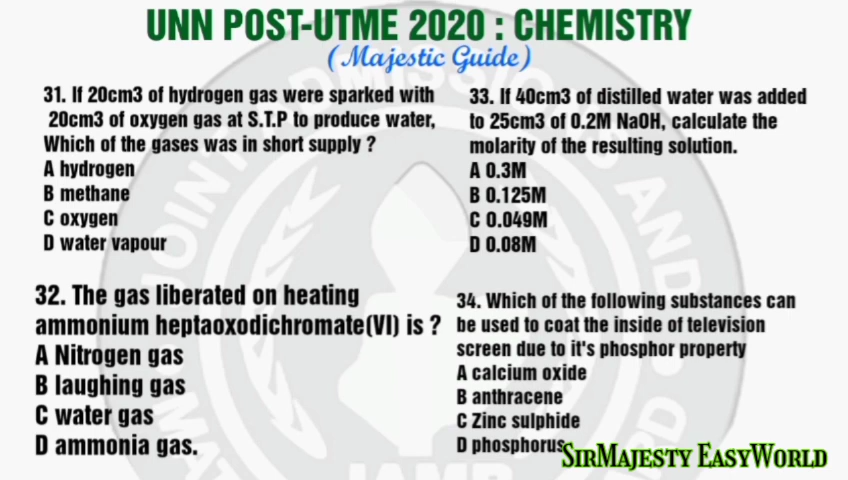 UNN POST-UTME 2020 : CHEMISTRY
(Majestic Guide)
31. If 20cm3 of hydrogen gas were sparked with
20cm3 of oxygen gas at S.T.P to produce water,
Which of the gases was in short supply ?
A hydrogen
B methane
C oxygen
D water vapour
32. The gas liberated on heating
ammonium heptaoxodichromate(VI) is ?
A Nitrogen gas
B laughing gas
C water gas
D ammonia gas.
33. If 40cm3 of distilled water was added
to 25cm3 of 0.2M NaOH, calculate the
molarity of the resulting solution.
A 0.3M
B 0.125M
C 0.049M
D 0.08M
34. Which of the following substances can
be used to coat the inside of television
screen due to it's phosphor property
A calcium oxide
B anthracene
C Zinc sulphide
D phosphorus
SIRMAJESTY EASYWORLD
JOINT ADMISSIONS AND
JAMB